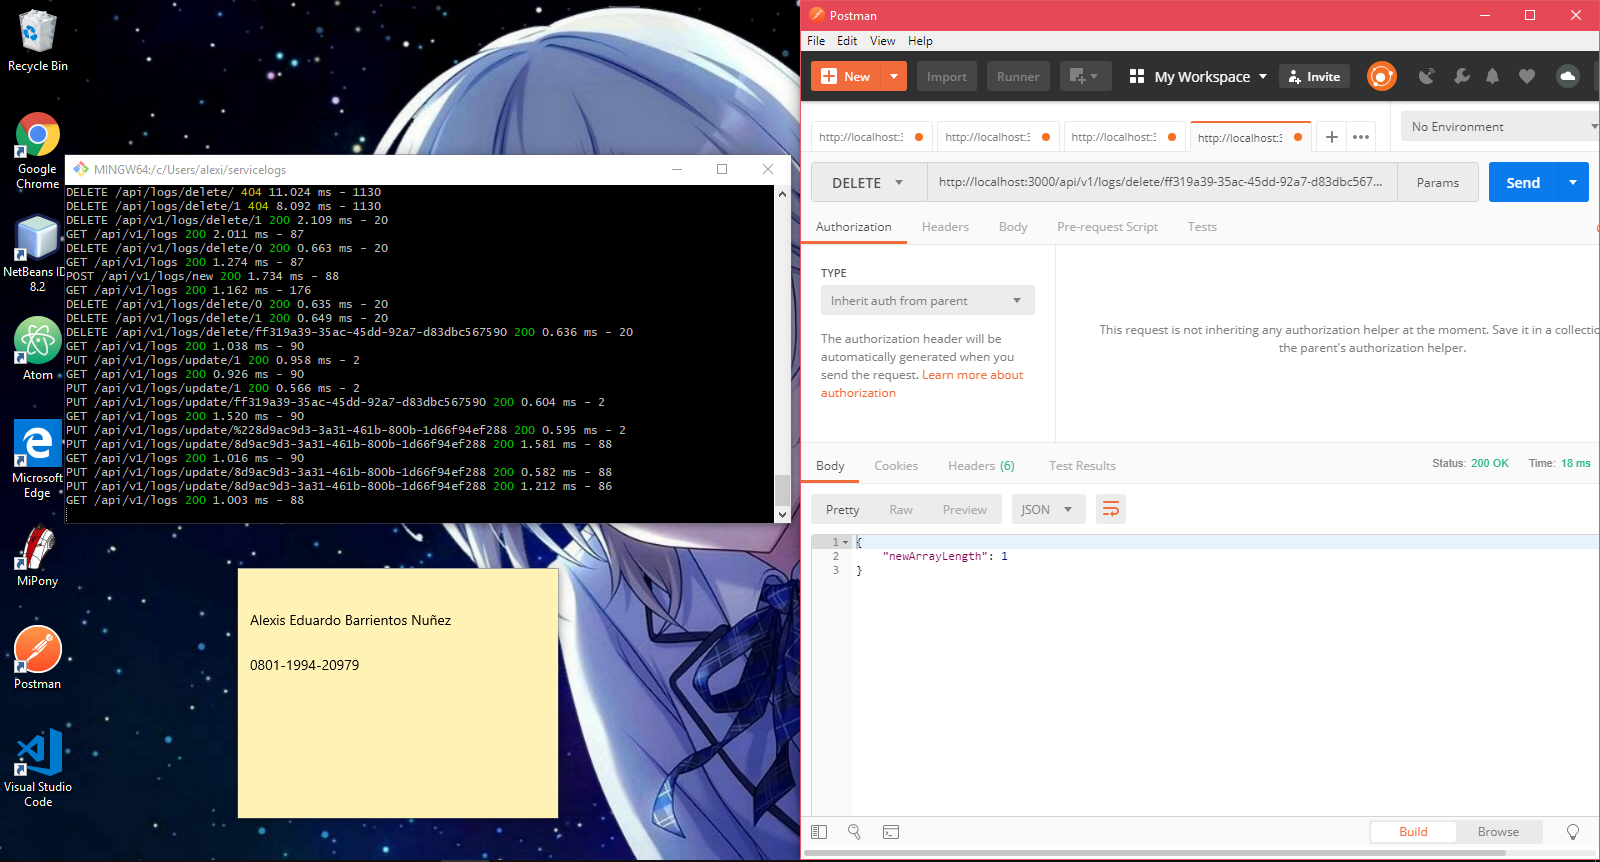 Recycle Bin
Google
Chrome
NetBeans ID
8.2
Atom
Microsoft
Edge
MiPony
Postman
Visual Studio
Code
MINGW64:/c/Users/alexi/servicelogs
DELETE /api/logs/delete/ 404 11.024 ms - 1130
DELETE /api/logs/delete/1 404 8.092 ms - 1130
DELETE /api/v1/logs/delete/1 200 2.109 ms - 20
GET /api/v1/logs 200 2.011 ms - 87
DELETE /api/v1/logs/delete/0 200 0.663 ms - 20
GET /api/v1/logs 200 1.274 ms - 87
POST /api/v1/logs/new 200 1.734 ms - 88
GET /api/v1/logs 200 1.162 ms - 176
DELETE /api/v1/logs/delete/0 200 0.635 ms - 20
DELETE /api/v1/logs/delete/1 200 0.649 ms - 20
DELETE /api/v1/logs/delete/ff319a39-35ac-45dd-92a7-d83dbc567590 200 0.636 ms - 20
GET /api/v1/logs 200 1.038 ms - 90
PUT /api/v1/logs/update/1 200 0.958 ms - 2
GET /api/v1/logs 200 0.926 ms - 90
PUT /api/v1/logs/update/1 200 0.566 ms - 2
PUT /api/v1/logs/update/ff319a39-35ac-45dd-92a7-d83dbc567590 200 0.604 ms - 2
GET /api/v1/logs 200 1.520 ms - 90
PUT /api/v1/logs/update/%228d9ac9d3-3a31-461b-800b-1d66f94ef288 200 0.595 ms - 2
PUT /api/v1/logs/update/8d9ac9d3-3a31-461b-800b-1d66f94ef288 200 1.581 ms - 88
GET /api/v1/logs 200 1.016 ms - 90
PUT /api/v1/logs/update/8d9ac9d3-3a31-461b-800b-1d66f94ef288 200 0.582 ms - 88
PUT /api/v1/logs/update/8d9ac9d3-3a31-461b-800b-1d66f94ef288 200 1.212 ms - 86
GET /api/v1/logs 200 1.003 ms - 88
Alexis Eduardo Barrientos Nuñez
0801-1994-20979
Postman
File Edit View Help
New Import Runner My Workspace Invite
http://localhost:3 http://localhost:3 http://localhost:3 http://localhost:3 No Environment
DELETE http://localhost:3000/api/v1/logs/delete/ff319a39-35ac-45dd-92a7-d83dbc567... Params Send
Authorization Headers Body Pre-request Script Tests
TYPE
Inherit auth from parent
The authorization header will be
automatically generated when you
send the request. Learn more about
authorization
This request is not inheriting any authorization helper at the moment. Save it in a collectio
the parent's authorization helper.
Body Cookies Headers (6) Test Results Status: 200 OK Time: 18 ms
Pretty Raw Preview JSON
1 {
2 "newArrayLength": 1
3 }
Build Browse